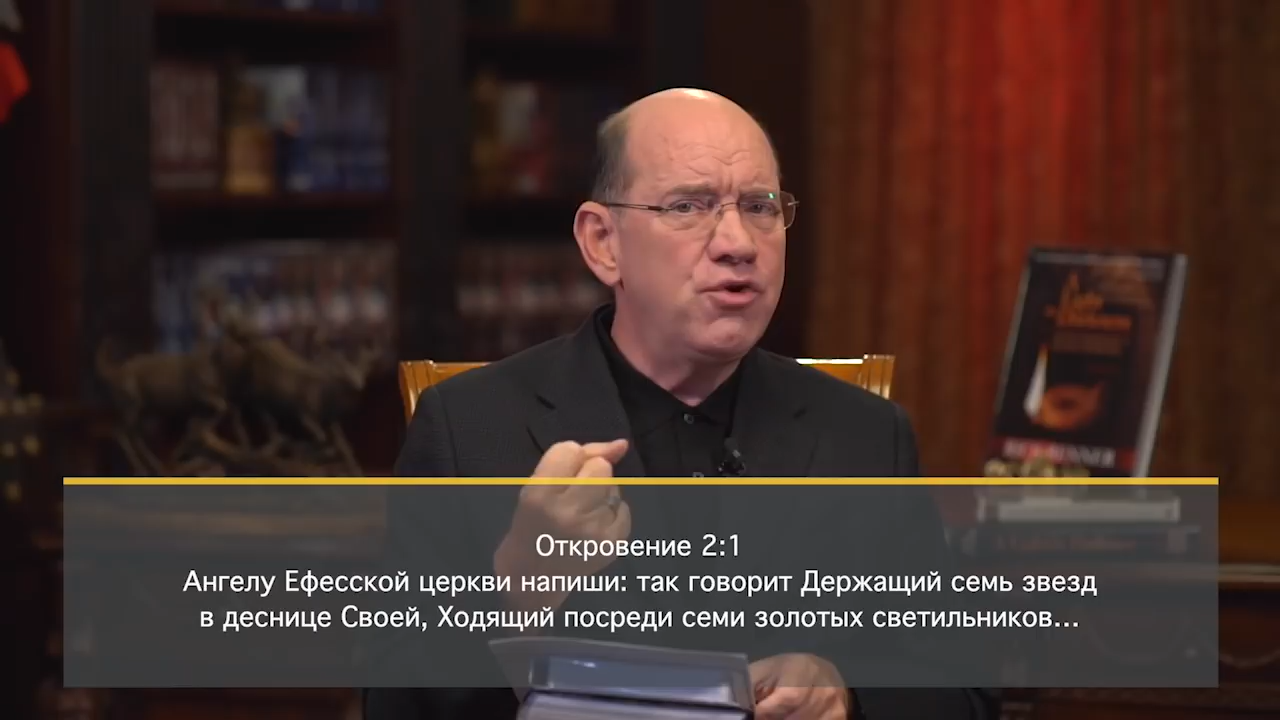 Откровение 2:1
Ангелу Ефесской церкви напиши: так говорит Держащий семь звезд
в деснице Своей, Ходящий посреди семи золотых светильников...